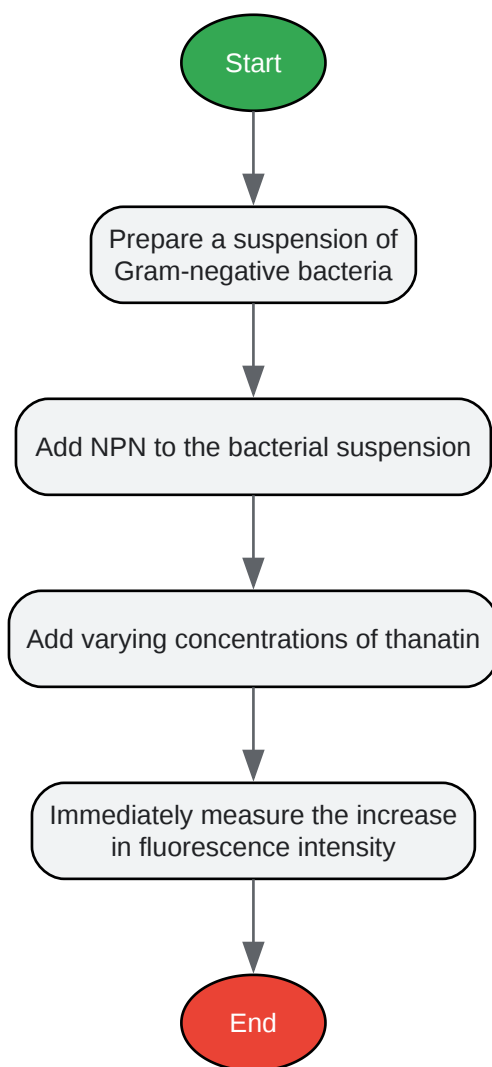 Start
Prepare a suspension of
Gram-negative bacteria
Add NPN to the bacterial suspension
Add varying concentrations of thanatin
Immediately measure the increase
in fluorescence intensity
End